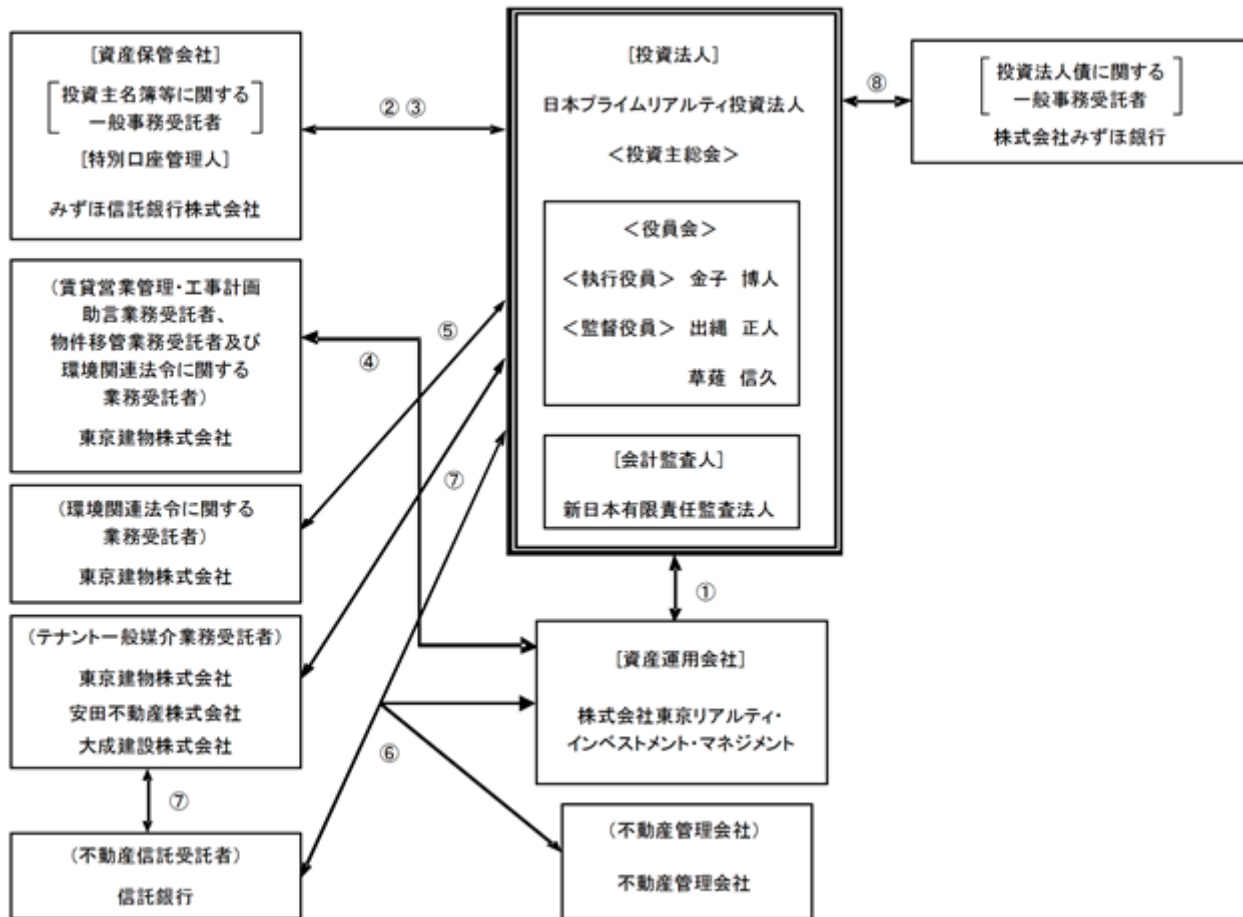 [資産保管会社]
投資主名簿等に関する
一般事務受託者
[特別口座管理人]
みずほ信託銀行株式会社
② ③
[投資法人]
日本プライムリアルティ投資法人
＜投資主総会＞
＜役員会＞
＜執行役員＞ 金子 博人
＜監督役員＞ 出縄 正人
草薙 信久
[会計監査人]
新日本有限責任監査法人
⑧
投資法人債に関する
一般事務受託者
株式会社みずほ銀行
(賃貸営業管理・工事計画
助言業務受託者、
物件移管業務受託者及び
環境関連法令に関する
業務受託者)
東京建物株式会社
④
⑤
(環境関連法令に関する
業務受託者)
東京建物株式会社
⑦
①
(テナント一般媒介業務受託者)
東京建物株式会社
安田不動産株式会社
大成建設株式会社
[資産運用会社]
株式会社東京リアルティ・
インベストメント・マネジメント
⑥
⑦
(不動産信託受託者)
信託銀行
(不動産管理会社)
不動産管理会社